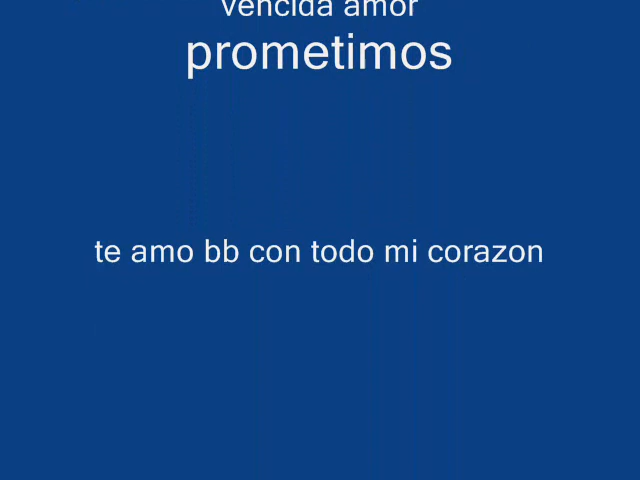 vencida amor
prometimos
te amo bb con todo mi corazon